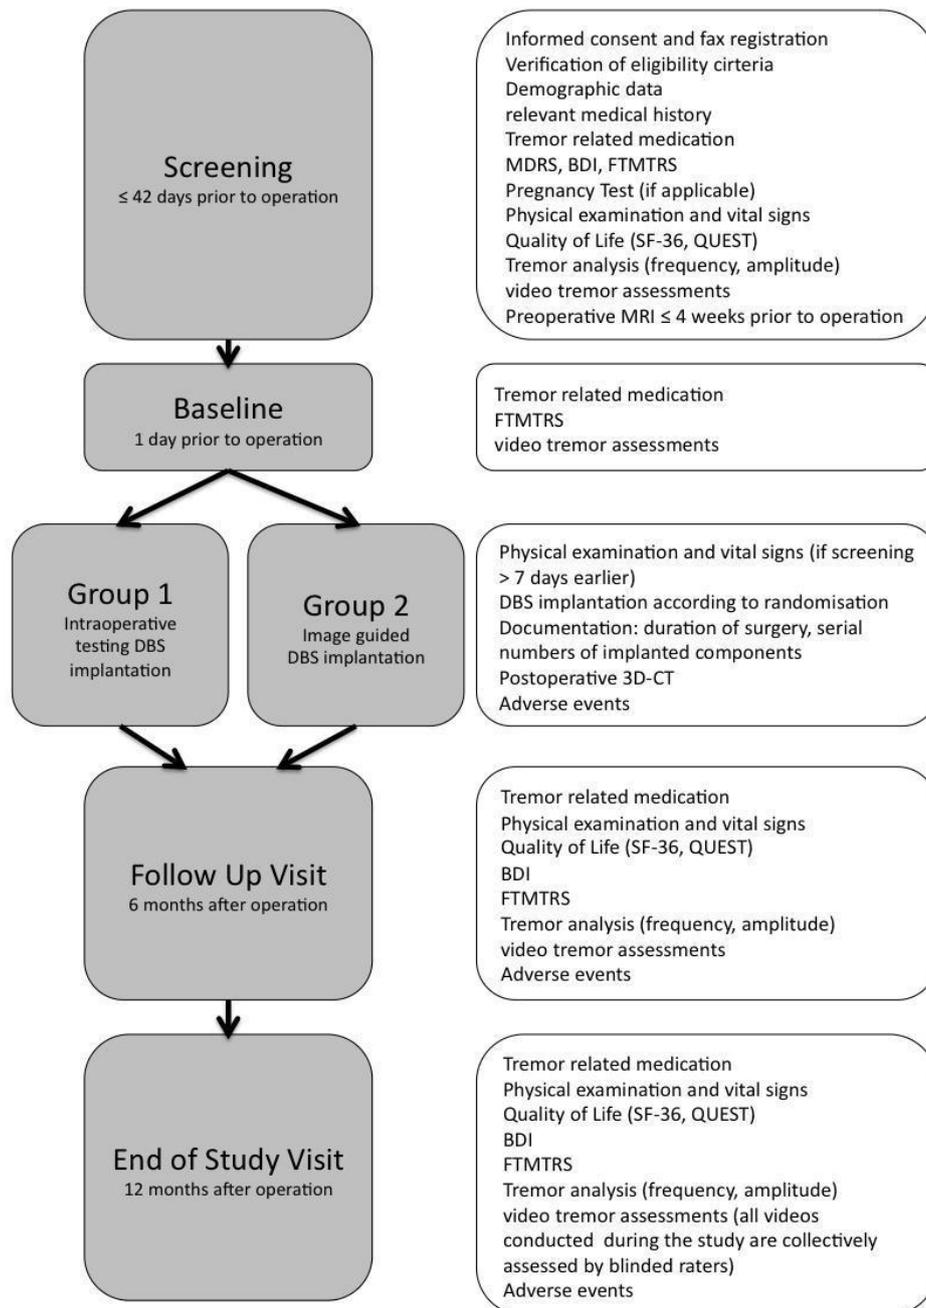 Screening
≤ 42 days prior to operation
Informed consent and fax registration
Verification of eligibility cirteria
Demographic data
relevant medical history
Tremor related medication
MDRS, BDI, FTMTRS
Pregnancy Test (if applicable)
Physical examination and vital signs
Quality of Life (SF-36, QUEST)
Tremor analysis (frequency, amplitude)
video tremor assessments
Preoperative MRI ≤ 4 weeks prior to operation
Baseline
1 day prior to operation
Tremor related medication
FTMTRS
video tremor assessments
Group 1
Intraoperative
testing DBS
implantation
Group 2
Image guided
DBS implantation
Physical examination and vital signs (if screening
> 7 days earlier)
DBS implantation according to randomisation
Documentation: duration of surgery, serial
numbers of implanted components
Postoperative 3D-CT
Adverse events
Follow Up Visit
6 months after operation
Tremor related medication
Physical examination and vital signs
Quality of Life (SF-36, QUEST)
BDI
FTMTRS
Tremor analysis (frequency, amplitude)
video tremor assessments
Adverse events
End of Study Visit
12 months after operation
Tremor related medication
Physical examination and vital signs
Quality of Life (SF-36, QUEST)
BDI
FTMTRS
Tremor analysis (frequency, amplitude)
video tremor assessments (all videos
conducted during the study are collectively
assessed by blinded raters)
Adverse events